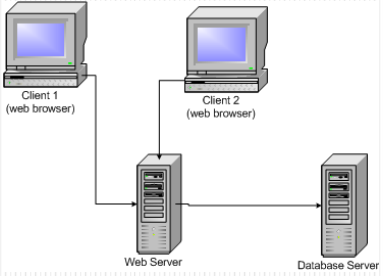 Client 1
(web browser)
Client 2
(web browser)
Web Server
Database Server